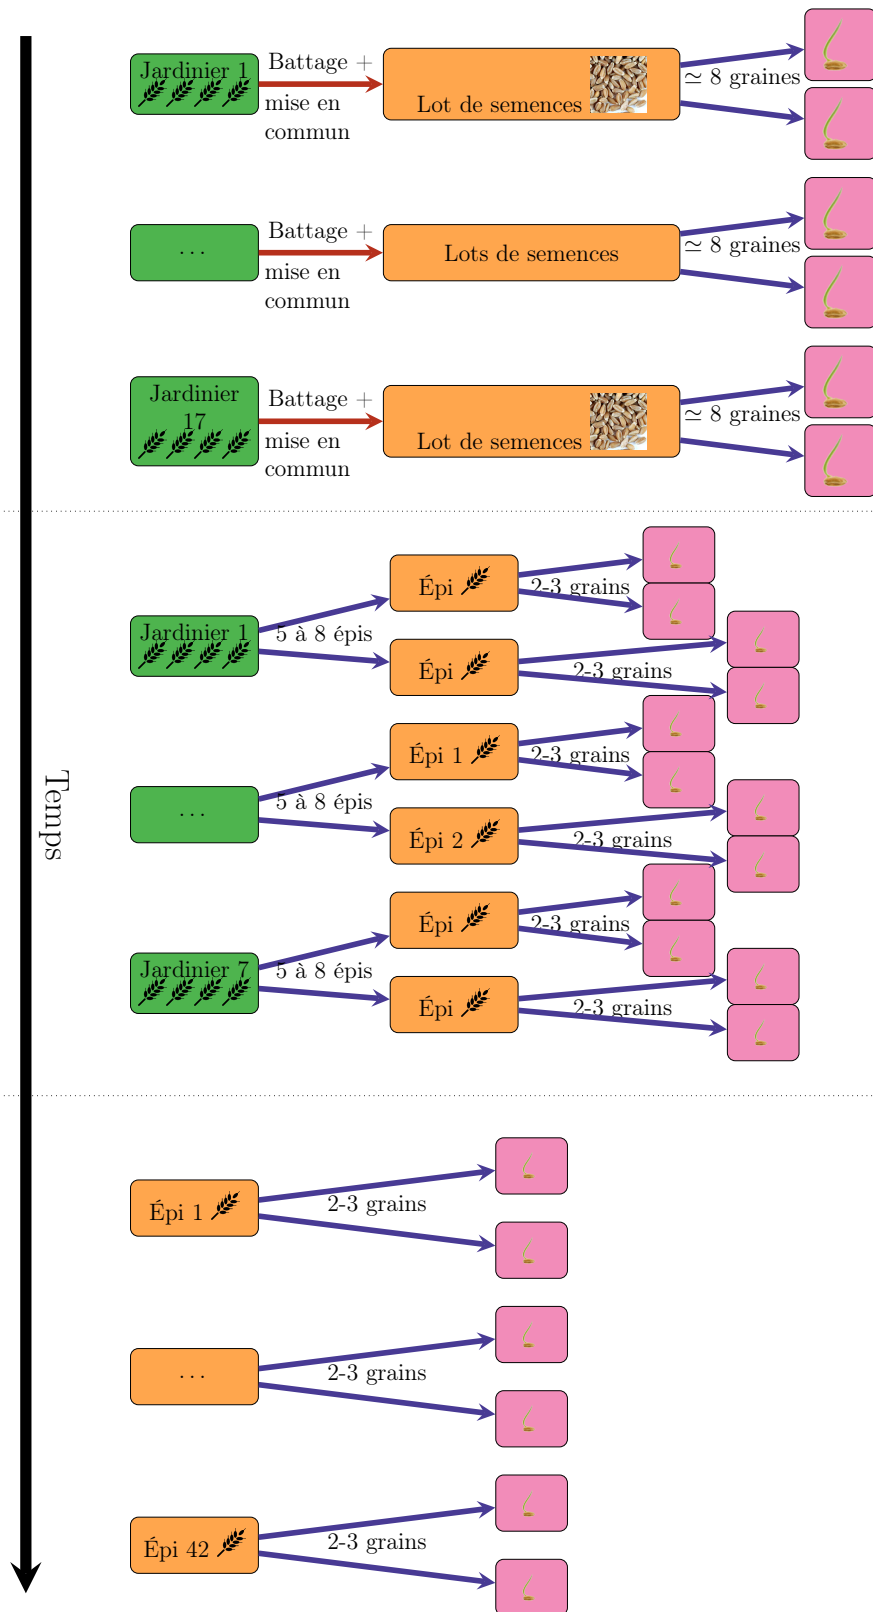 Jardinier 1
Battage +
mise en
commun
Lot de semences
≃ 8 graines
...
Battage +
mise en
commun
Lots de semences
≃ 8 graines
Jardinier
17
Battage +
mise en
commun
Lot de semences
≃ 8 graines
Temps
Jardinier 1
5 à 8 épis
Épi
2-3 grains
Épi
2-3 grains
...
5 à 8 épis
Épi 1
2-3 grains
Épi 2
2-3 grains
Jardinier 7
5 à 8 épis
Épi
2-3 grains
Épi
2-3 grains
Épi 1
2-3 grains
...
2-3 grains
Épi 42
2-3 grains